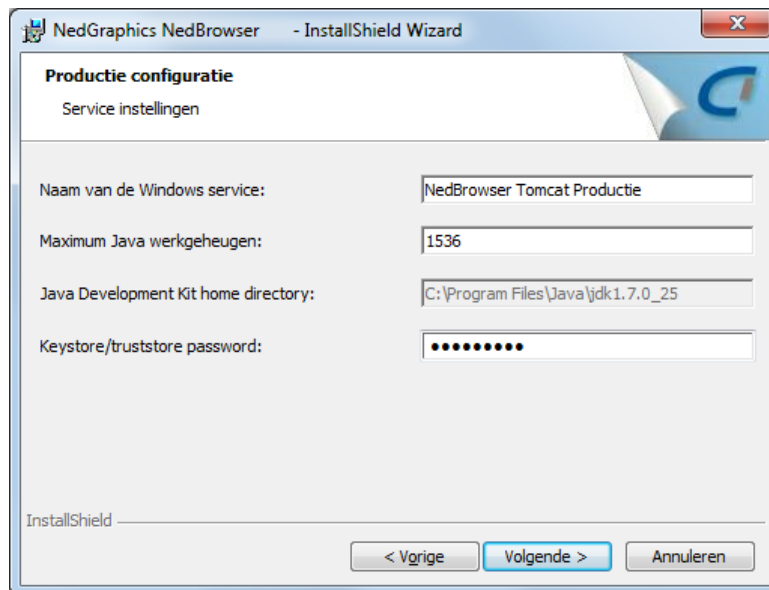 NedGraphics NedBrowser - InstallShield Wizard
Productie configuratie
Service instellingen
Naam van de Windows service: NedBrowser Tomcat Productie
Maximum Java werkgeheugen: 1536
Java Development Kit home directory: C:\Program Files\Java\jdk1.7.0_25
Keystore/truststore password: ●●●●●●●●●
InstallShield
< Vorige Volgende > Annuleren